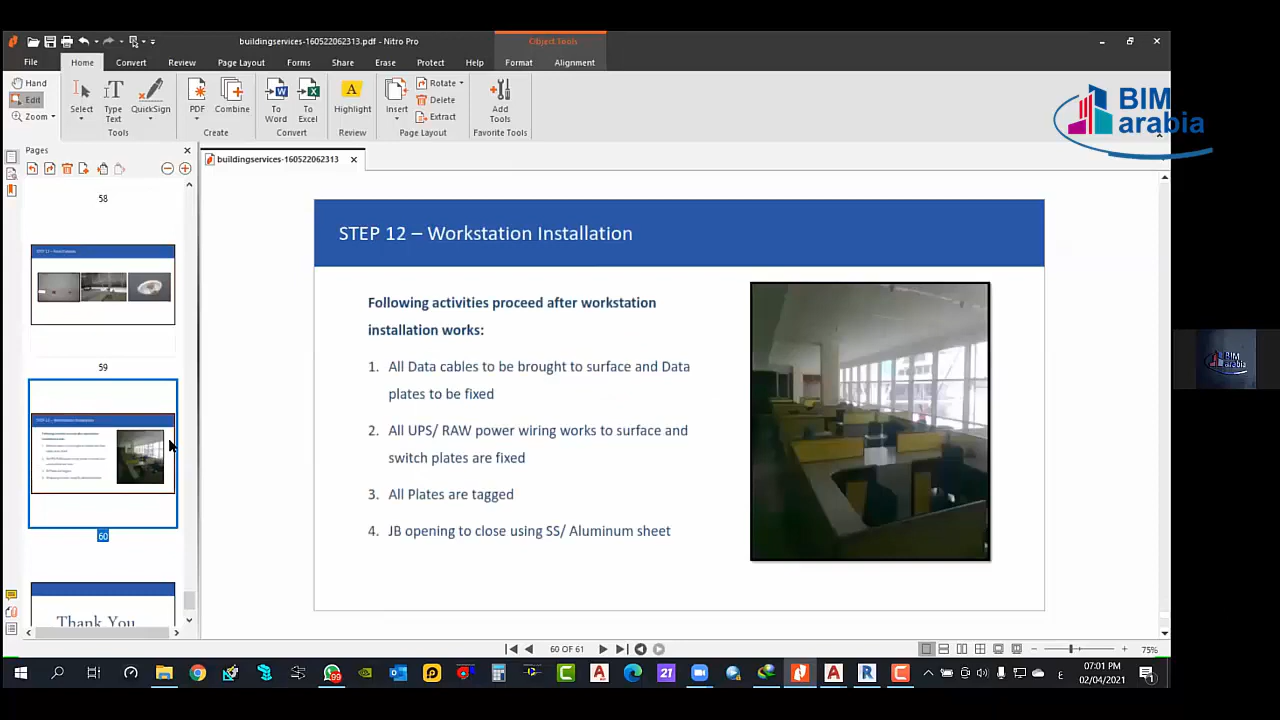 buildingservices-160522062313.pdf - Nitro Pro
Object Tools
File Home Convert Review Page Layout Forms Share Erase Protect Help Format Alignment
Hand
Edit
Zoom
Select
Type Text
QuickSign
Tools
PDF
Combine
Create
To Word
To Excel
Convert
Highlight
Review
Insert
Rotate
Delete
Extract
Page Layout
Add Tools
Favorite Tools
BIM
arabia
Pages
buildingservices-160522062313
58
59
60
Thank You
STEP 12 – Workstation Installation
Following activities proceed after workstation
installation works:
1. All Data cables to be brought to surface and Data
plates to be fixed
2. All UPS/ RAW power wiring works to surface and
switch plates are fixed
3. All Plates are tagged
4. JB opening to close using SS/ Aluminum sheet
BIM
arabia
60 OF 61
75%
99
21
ع
07:01 PM
02/04/2021
1